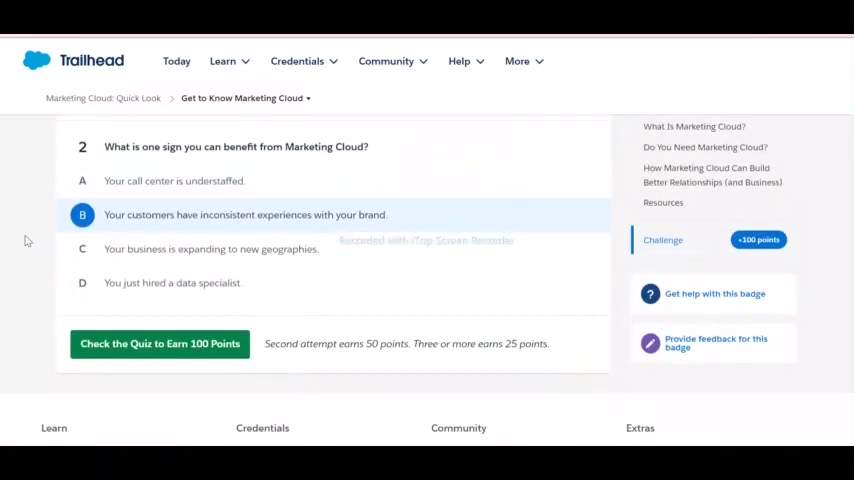 Trailhead
Today Learn Credentials Community Help More
Marketing Cloud: Quick Look > Get to Know Marketing Cloud
2 What is one sign you can benefit from Marketing Cloud?
A Your call center is understaffed.
B Your customers have inconsistent experiences with your brand.
C Your business is expanding to new geographies.
D You just hired a data specialist.
Recorded with iTop Screen Recorder
Check the Quiz to Earn 100 Points Second attempt earns 50 points. Three or more earns 25 points.
What Is Marketing Cloud?
Do You Need Marketing Cloud?
How Marketing Cloud Can Build
Better Relationships (and Business)
Resources
Challenge +100 points
? Get help with this badge
Provide feedback for this
badge
Learn Credentials Community Extras